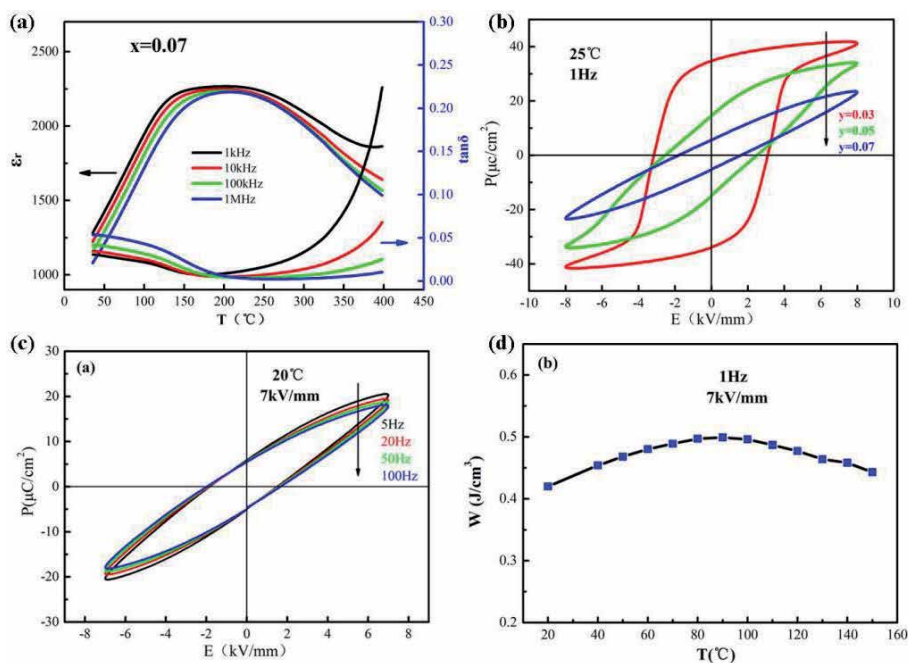 (a)
x=0.07
2500
2250
2000
1750
1500
1250
1000
εr
0.30
0.25
0.20
0.15
0.10
0.05
0.00
tanδ
1kHz
10kHz
100kHz
1MHz
0 50 100 150 200 250 300 350 400 450
T（℃）
(b)
25℃
1Hz
40
20
0
-20
-40
P(μc/cm²)
y=0.03
y=0.05
y=0.07
-10 -8 -6 -4 -2 0 2 4 6 8 10
E（kV/mm）
(c)
(a)
20℃
7kV/mm
30
20
10
0
-10
-20
-30
P(μC/cm²)
5Hz
20Hz
50Hz
100Hz
-8 -6 -4 -2 0 2 4 6 8
E（kV/mm）
(d)
(b)
1Hz
7kV/mm
0.6
0.5
0.4
0.3
0.2
W (J/cm³)
20 40 60 80 100 120 140 160
T(℃)